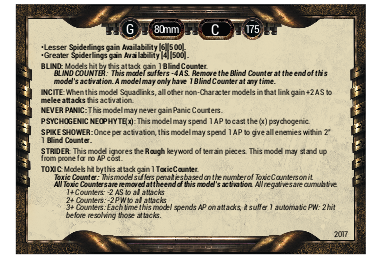 G 80mm C 175
•Lesser Spiderlings gain Availability [6][500].
•Greater Spiderlings gain Availability [4][500].
BLIND: Models hit by this attack gain 1 Blind Counter.
BLIND COUNTER: This model suffers -4 AS. Remove the Blind Counter at the end of this
model's activation. A model may only have 1 Blind Counter at any time.
INCITE: When this model Squadlinks, all other non-Character models in that link gain +2 AS to
melee attacks this activation.
NEVER PANIC: This model may never gain Panic Counters.
PSYCHOGENIC NEOPHYTE(x): This model may spend 1 AP to cast the (x) psychogenic.
SPIKE SHOWER: Once per activation, this model may spend 1 AP to give all enemies within 2"
1 Blind Counter.
STRIDER: This model ignores the Rough keyword of terrain pieces. This model may stand up
from prone for no AP cost.
TOXIC: Models hit by this attack gain 1 Toxic Counter.
Toxic Counter: This model suffers penalties based on the number of Toxic Counters on it.
All Toxic Counters are removed at the end of this model's activation. All negatives are cumulative.
1+ Counters: -2 AS to all attacks
2+ Counters: -2 PW to all attacks
3+ Counters: Each time this model spends AP on attacks, it suffer 1 automatic PW: 2 hit
before resolving those attacks.
2017